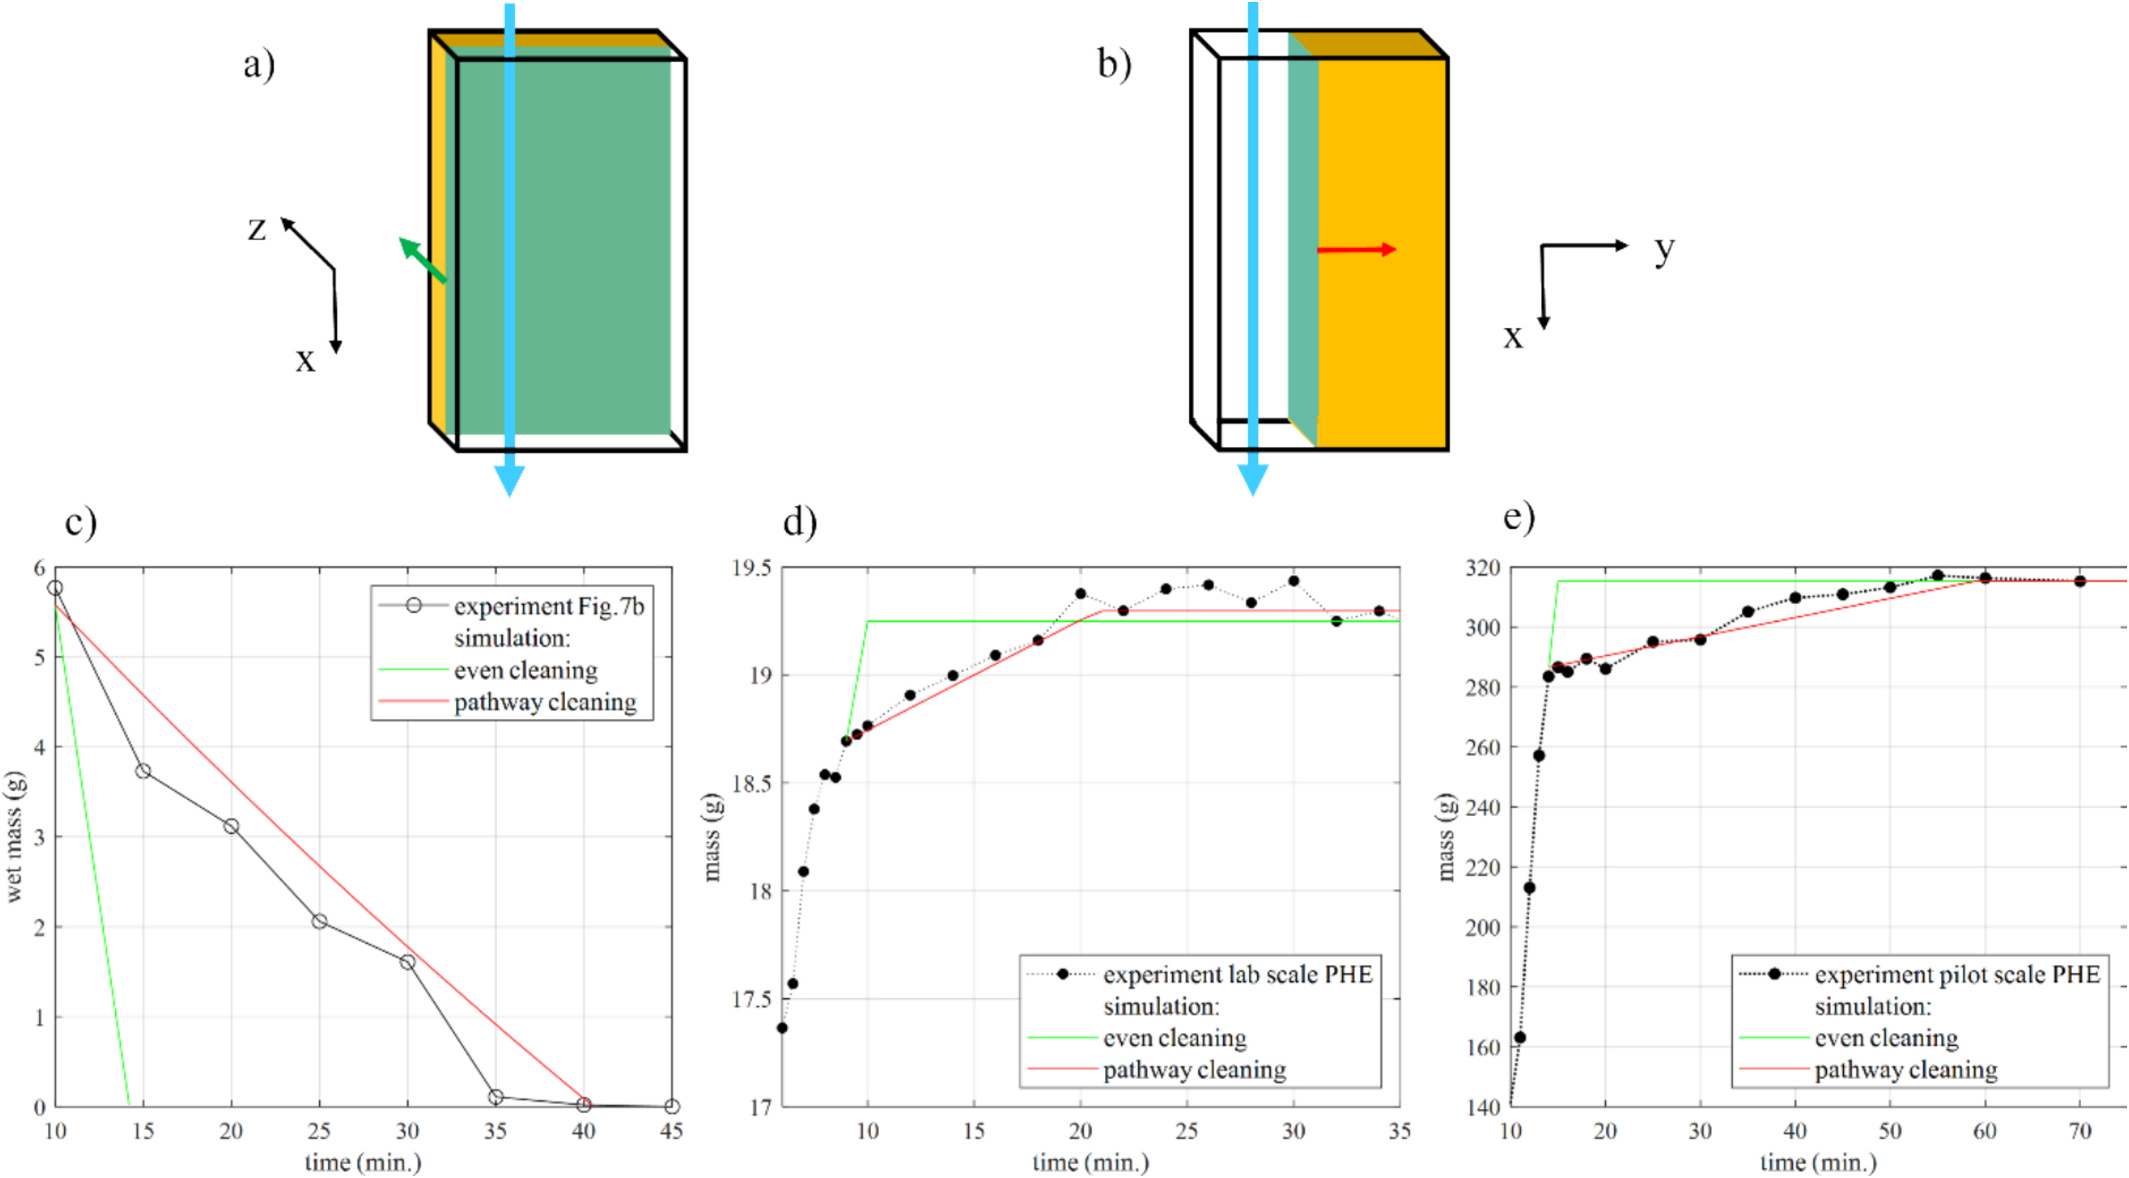 a)
z
x
b)
y
x
c)
6
5
4
3
2
1
0
wet mass (g)
experiment Fig.7b
simulation:
even cleaning
pathway cleaning
10 15 20 25 30 35 40 45
time (min.)
d)
19.5
19
18.5
18
17.5
17
mass (g)
experiment lab scale PHE
simulation:
even cleaning
pathway cleaning
10 15 20 25 30 35
time (min.)
e)
320
300
280
260
240
220
200
180
160
140
mass (g)
experiment pilot scale PHE
simulation:
even cleaning
pathway cleaning
10 20 30 40 50 60 70
time (min.)